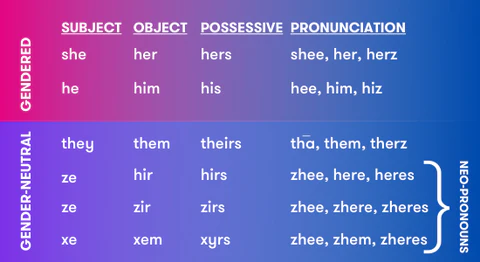 SUBJECT OBJECT POSSESSIVE PRONUNCIATION
GENDERED
she her hers shee, her, herz
he him his hee, him, hiz
GENDER-NEUTRAL
they them theirs thā, them, therz
ze hir hirs zhee, here, heres
ze zir zirs zhee, zhere, zheres
xe xem xyrs zhee, zhem, zheres
NEO-PRONOUNS